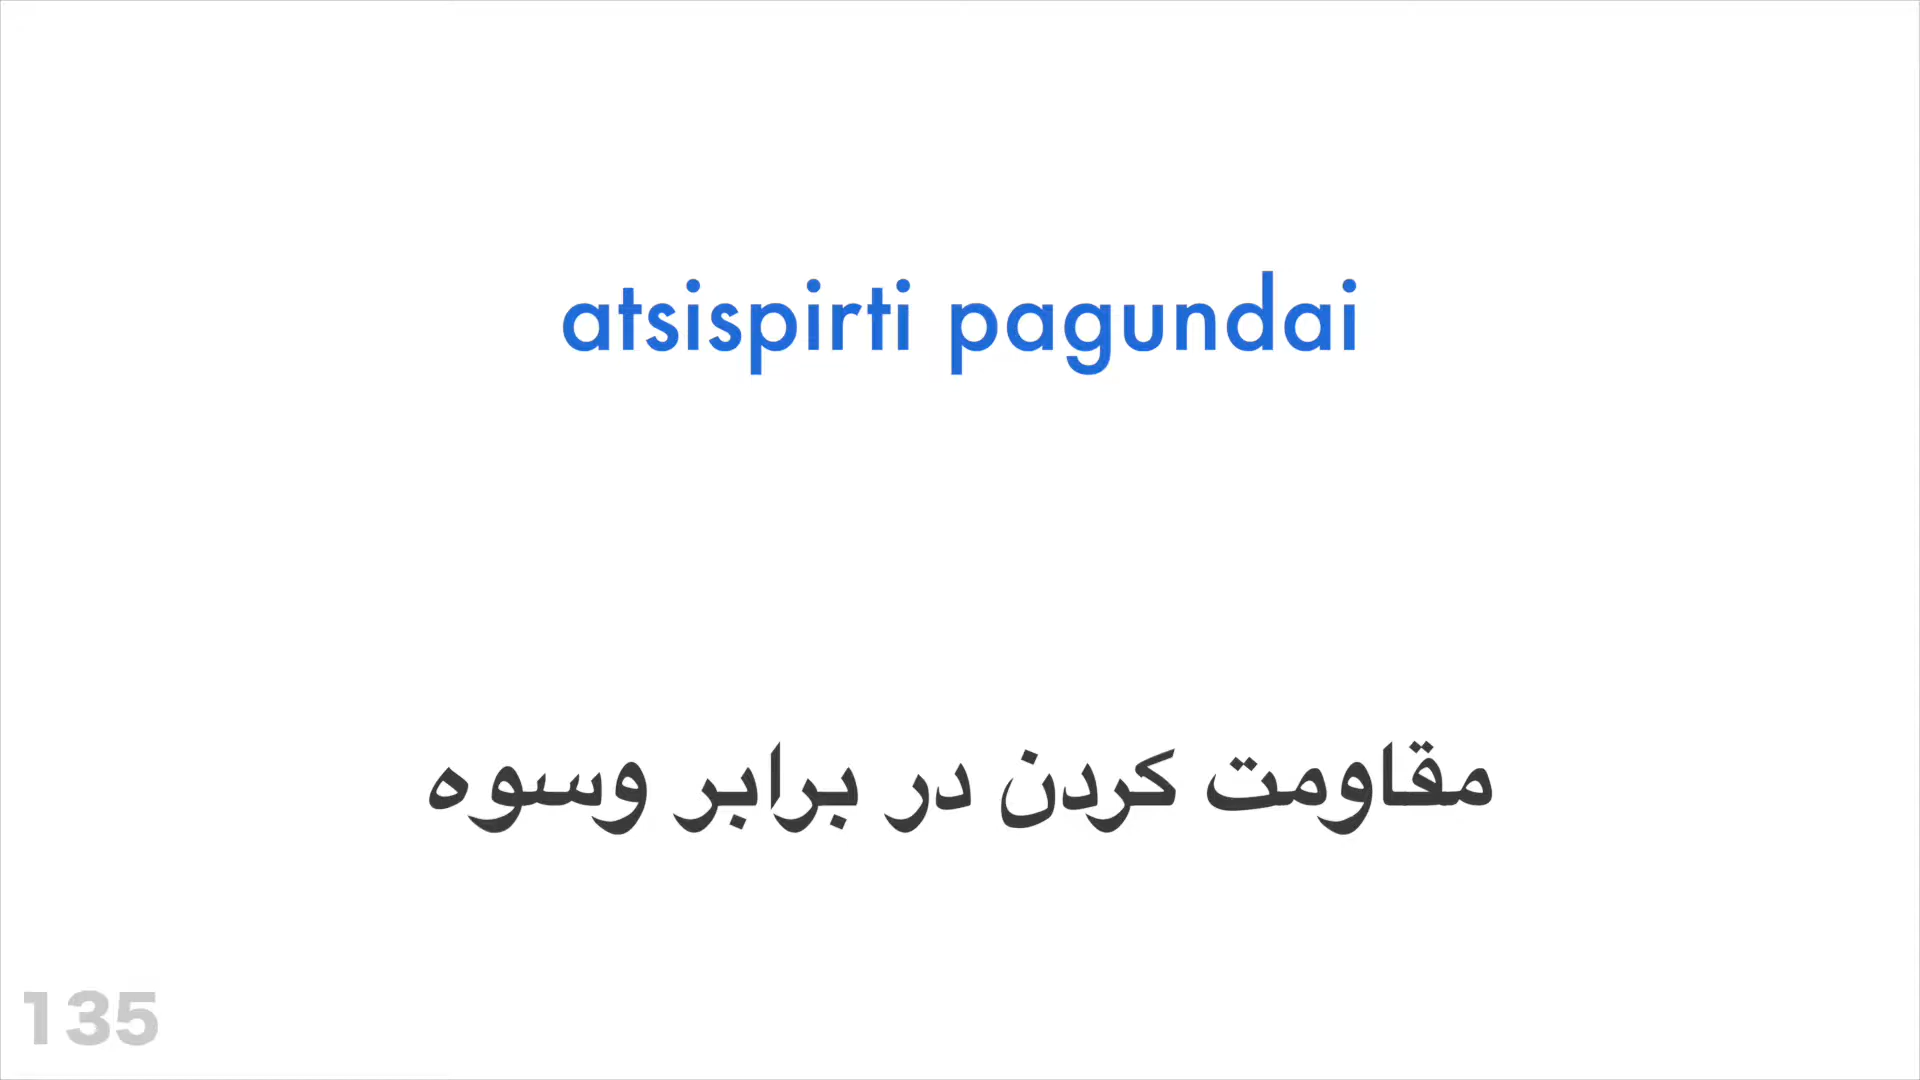 atsispirti pagundai
مقاومت کردن در برابر وسوه
135